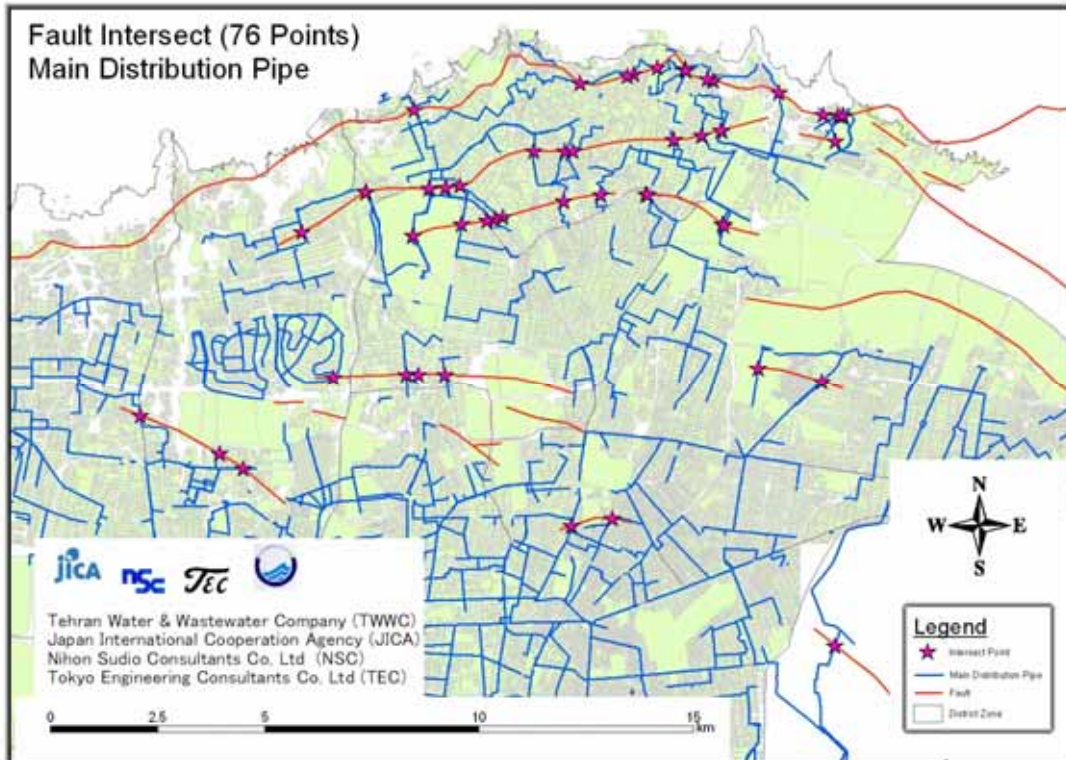 Fault Intersect (76 Points)
Main Distribution Pipe
N
W E
S
JICA nSc TEC
Tehran Water & Wastewater Company (TWWC)
Japan International Cooperation Agency (JICA)
Nihon Sudio Consultants Co. Ltd (NSC)
Tokyo Engineering Consultants Co. Ltd (TEC)
Legend
Intersect Point
Main Distribution Pipe
Fault
District Zone
0 2.5 5 10 15
km